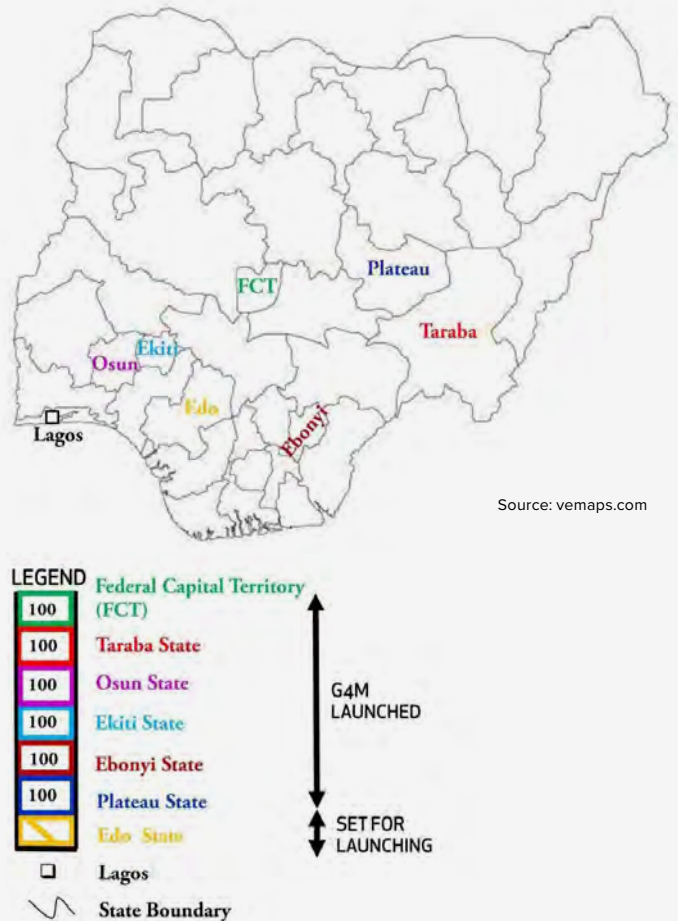 Plateau
FCT
Taraba
Ekiti
Osun
Edo
Ebonyi
Lagos
Source: vemaps.com
LEGEND
100 Federal Capital Territory
(FCT)
100 Taraba State
100 Osun State
100 Ekiti State
100 Ebonyi State
100 Plateau State
G4M
LAUNCHED
Edo State
SET FOR
LAUNCHING
Lagos
State Boundary